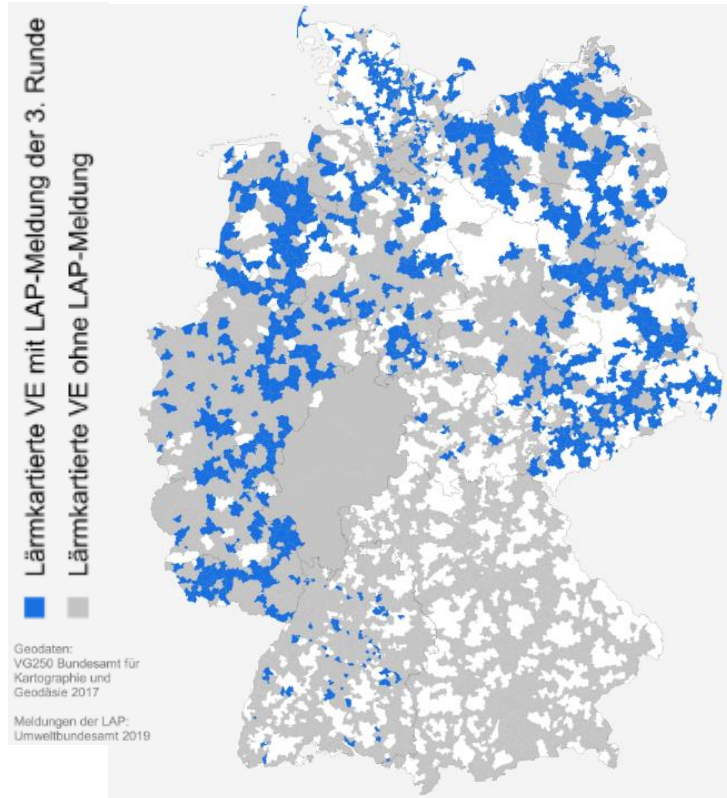 Lärmkartierte VE mit LAP-Meldung der 3. Runde
Lärmkartierte VE ohne LAP-Meldung
Geodaten:
VG250 Bundesamt für
Kartographie und
Geodäsie 2017
Meldungen der LAP:
Umweltbundesamt 2019